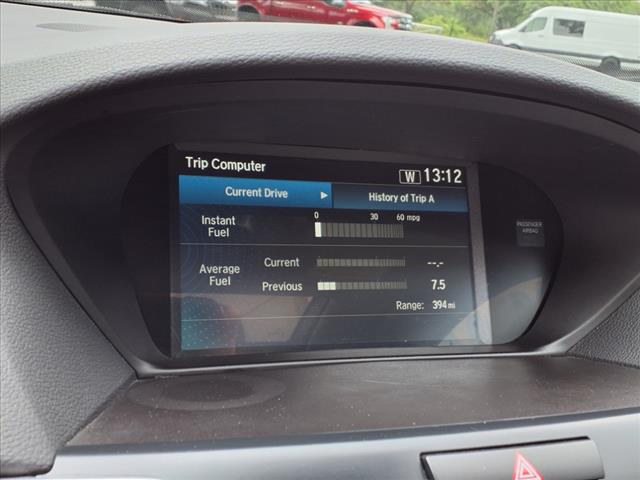 Trip Computer
W 13:12
Current Drive ▶ History of Trip A
Instant Fuel 0 30 60 mpg
Average Fuel
Current --.-
Previous 7.5
Range: 394 mi
PASSENGER
AIRBAG